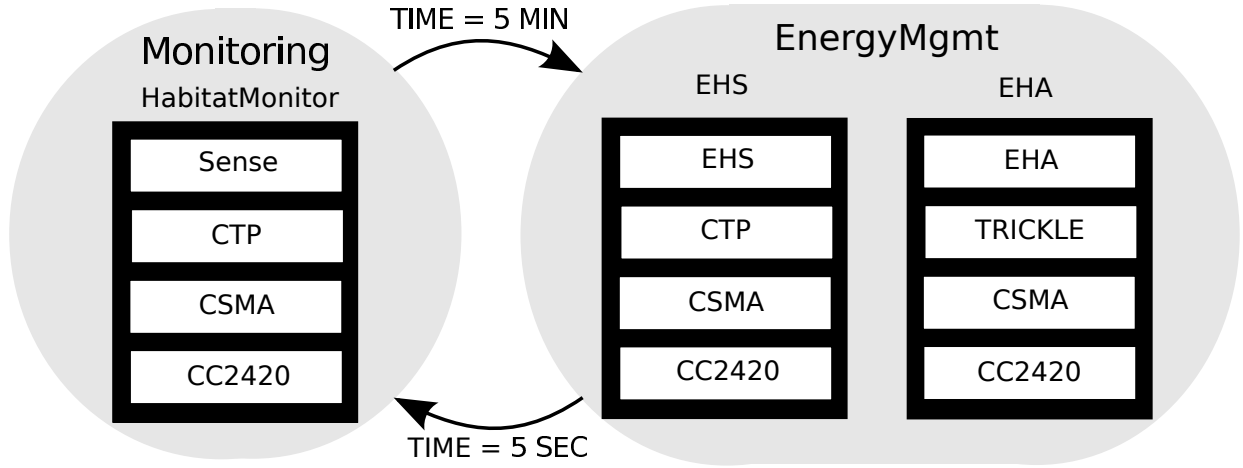 TIME = 5 MIN
Monitoring
HabitatMonitor
Sense
CTP
CSMA
CC2420
EnergyMgmt
EHS
EHS
CTP
CSMA
CC2420
EHA
EHA
TRICKLE
CSMA
CC2420
TIME = 5 SEC